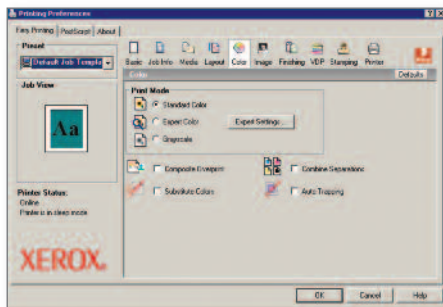 Printing Preferences
Easy Printing PostScript About
Preset
Default Job Templa
Job View
Aa
Printer Status:
Online
Printer is in sleep mode
XEROX.
Basic Job Info Media Layout Color Image Finishing VDP Stamping Printer
Color Defaults
Print Mode
Standard Color
Expert Color Expert Settings...
Grayscale
Composite Overprint Combine Separations
Substitute Colors Auto Trapping
OK Cancel Help